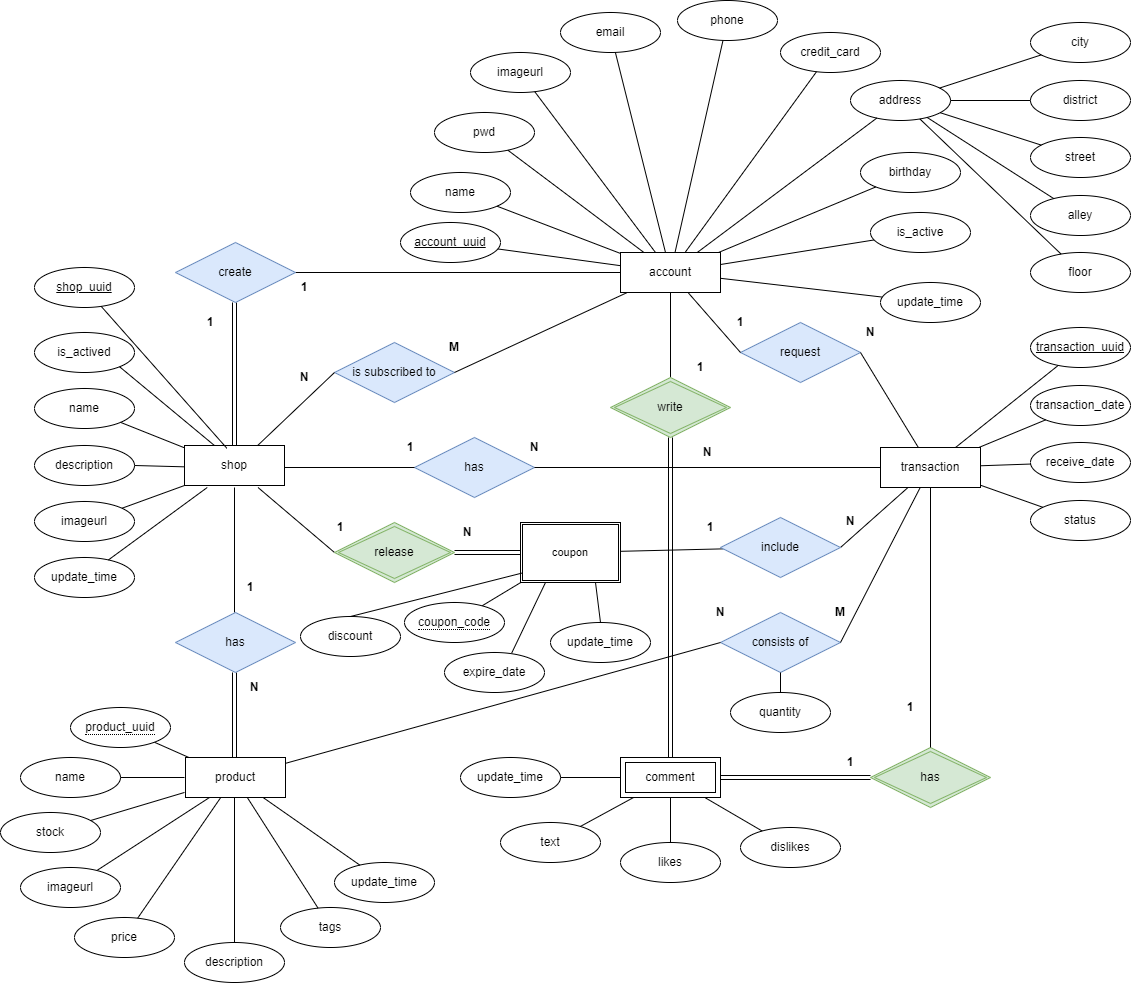 phone
email
city
credit_card
imageurl
address
district
pwd
street
birthday
name
alley
is_active
account_uuid
create
account
floor
1
shop_uuid
update_time
1
1
N
transaction_uuid
M
is_actived
request
1
is subscribed to
N
name
write
transaction_date
1
N
N
description
shop
has
transaction
receive_date
imageurl
status
1
N
1
N
release
coupon
include
update_time
1
N
M
discount
coupon_code
update_time
has
consists of
expire_date
N
quantity
1
product_uuid
1
name
product
update_time
comment
has
stock
text
dislikes
likes
imageurl
update_time
price
tags
description